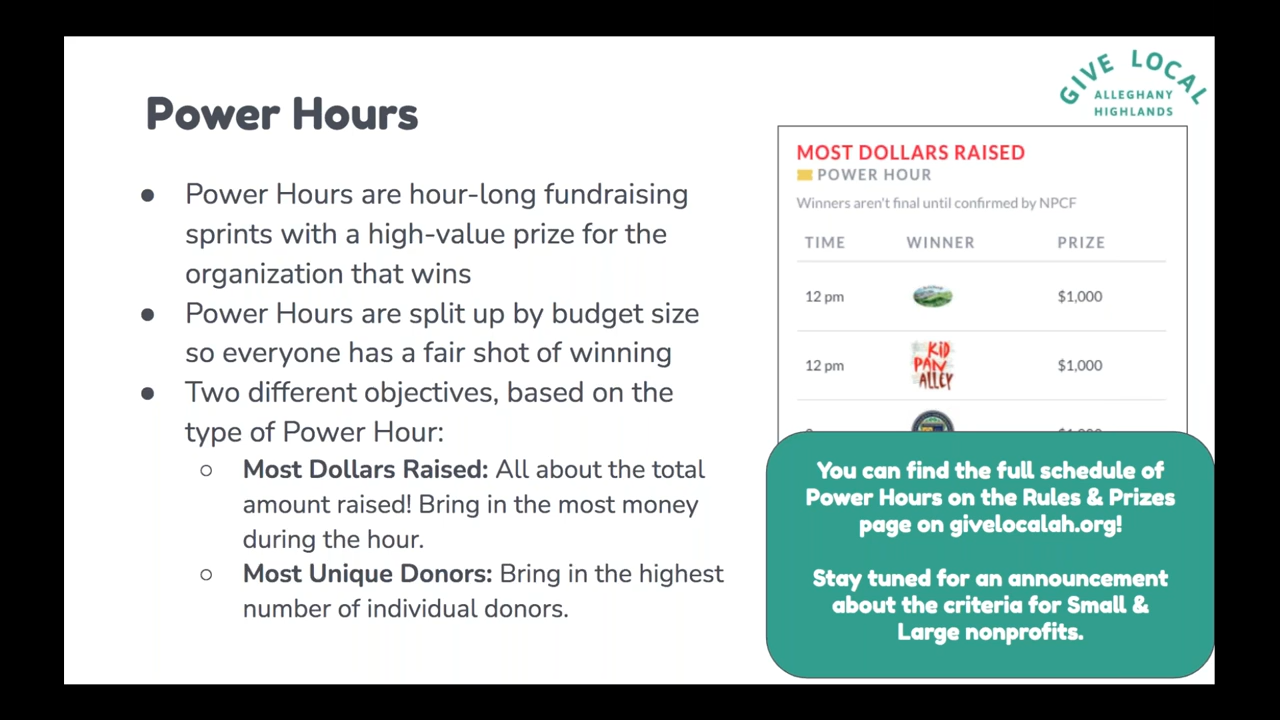 GIVE LOCAL
ALLEGHANY
HIGHLANDS
Power Hours
● Power Hours are hour-long fundraising
sprints with a high-value prize for the
organization that wins
● Power Hours are split up by budget size
so everyone has a fair shot of winning
● Two different objectives, based on the
type of Power Hour:
○ Most Dollars Raised: All about the total
amount raised! Bring in the most money
during the hour.
○ Most Unique Donors: Bring in the highest
number of individual donors.
MOST DOLLARS RAISED
POWER HOUR
Winners aren't final until confirmed by NPCF
TIME WINNER PRIZE
12 pm $1,000
12 pm KID PAN ALLEY $1,000
You can find the full schedule of
Power Hours on the Rules & Prizes
page on givelocalah.org!
Stay tuned for an announcement
about the criteria for Small &
Large nonprofits.